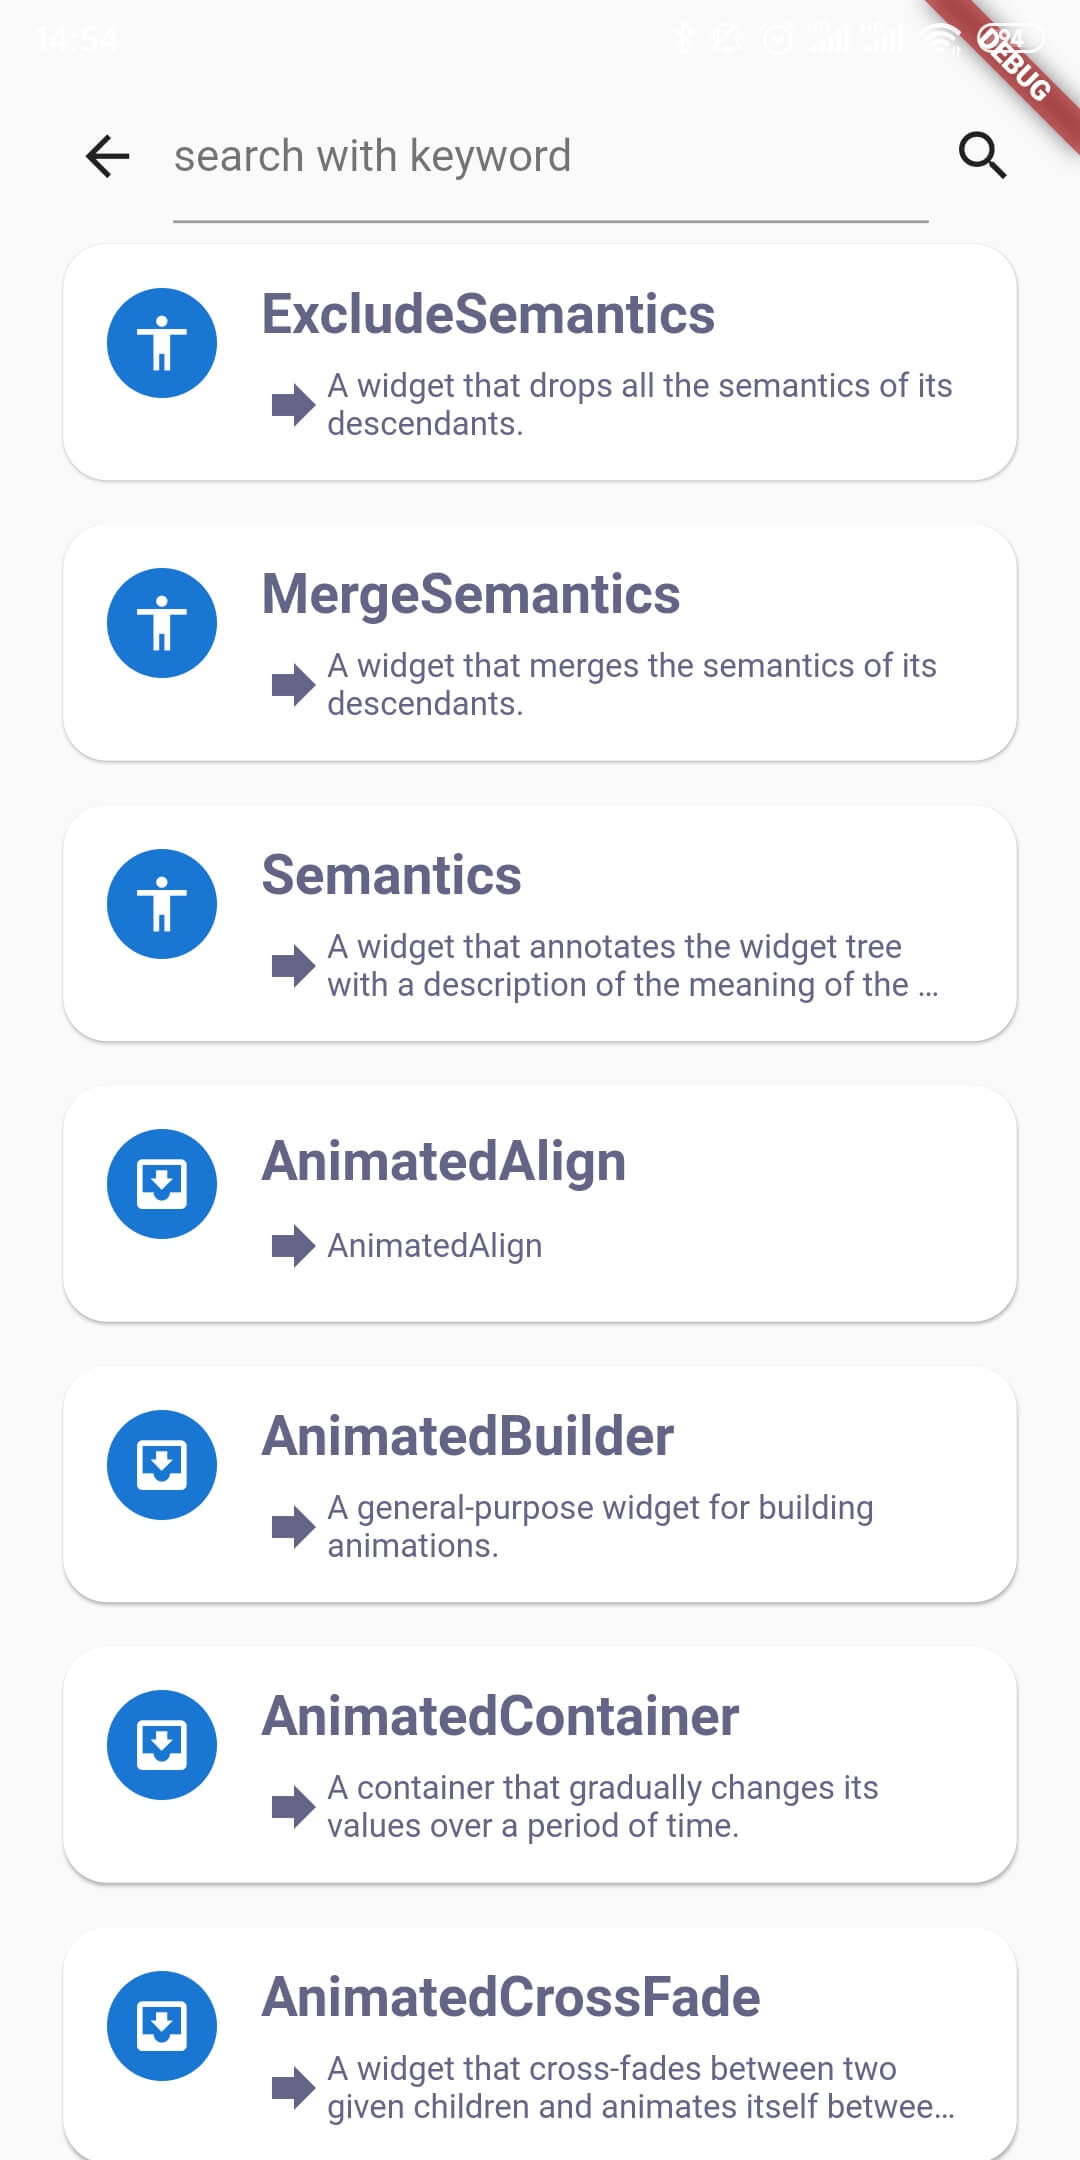 14:54
94
DEBUG
search with keyword
ExcludeSemantics
A widget that drops all the semantics of its
descendants.
MergeSemantics
A widget that merges the semantics of its
descendants.
Semantics
A widget that annotates the widget tree
with a description of the meaning of the ...
AnimatedAlign
AnimatedAlign
AnimatedBuilder
A general-purpose widget for building
animations.
AnimatedContainer
A container that gradually changes its
values over a period of time.
AnimatedCrossFade
A widget that cross-fades between two
given children and animates itself betwee...